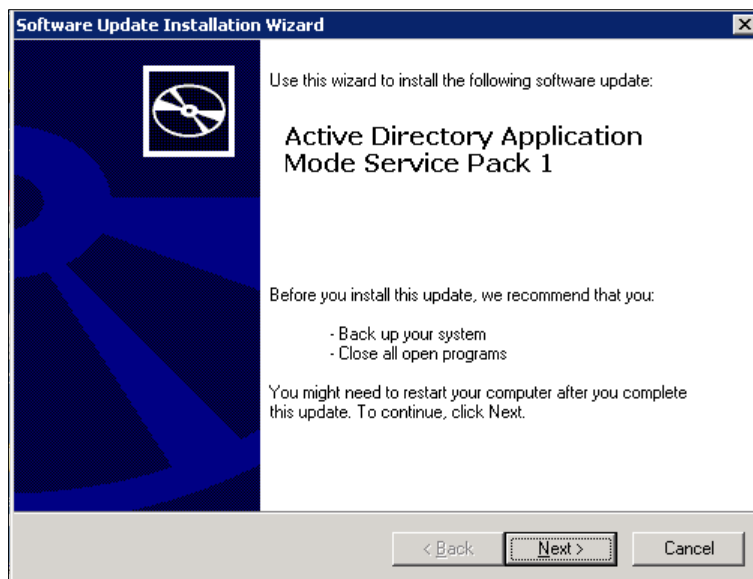 Software Update Installation Wizard
Use this wizard to install the following software update:
Active Directory Application
Mode Service Pack 1
Before you install this update, we recommend that you:
- Back up your system
- Close all open programs
You might need to restart your computer after you complete
this update. To continue, click Next.
< Back
Next >
Cancel